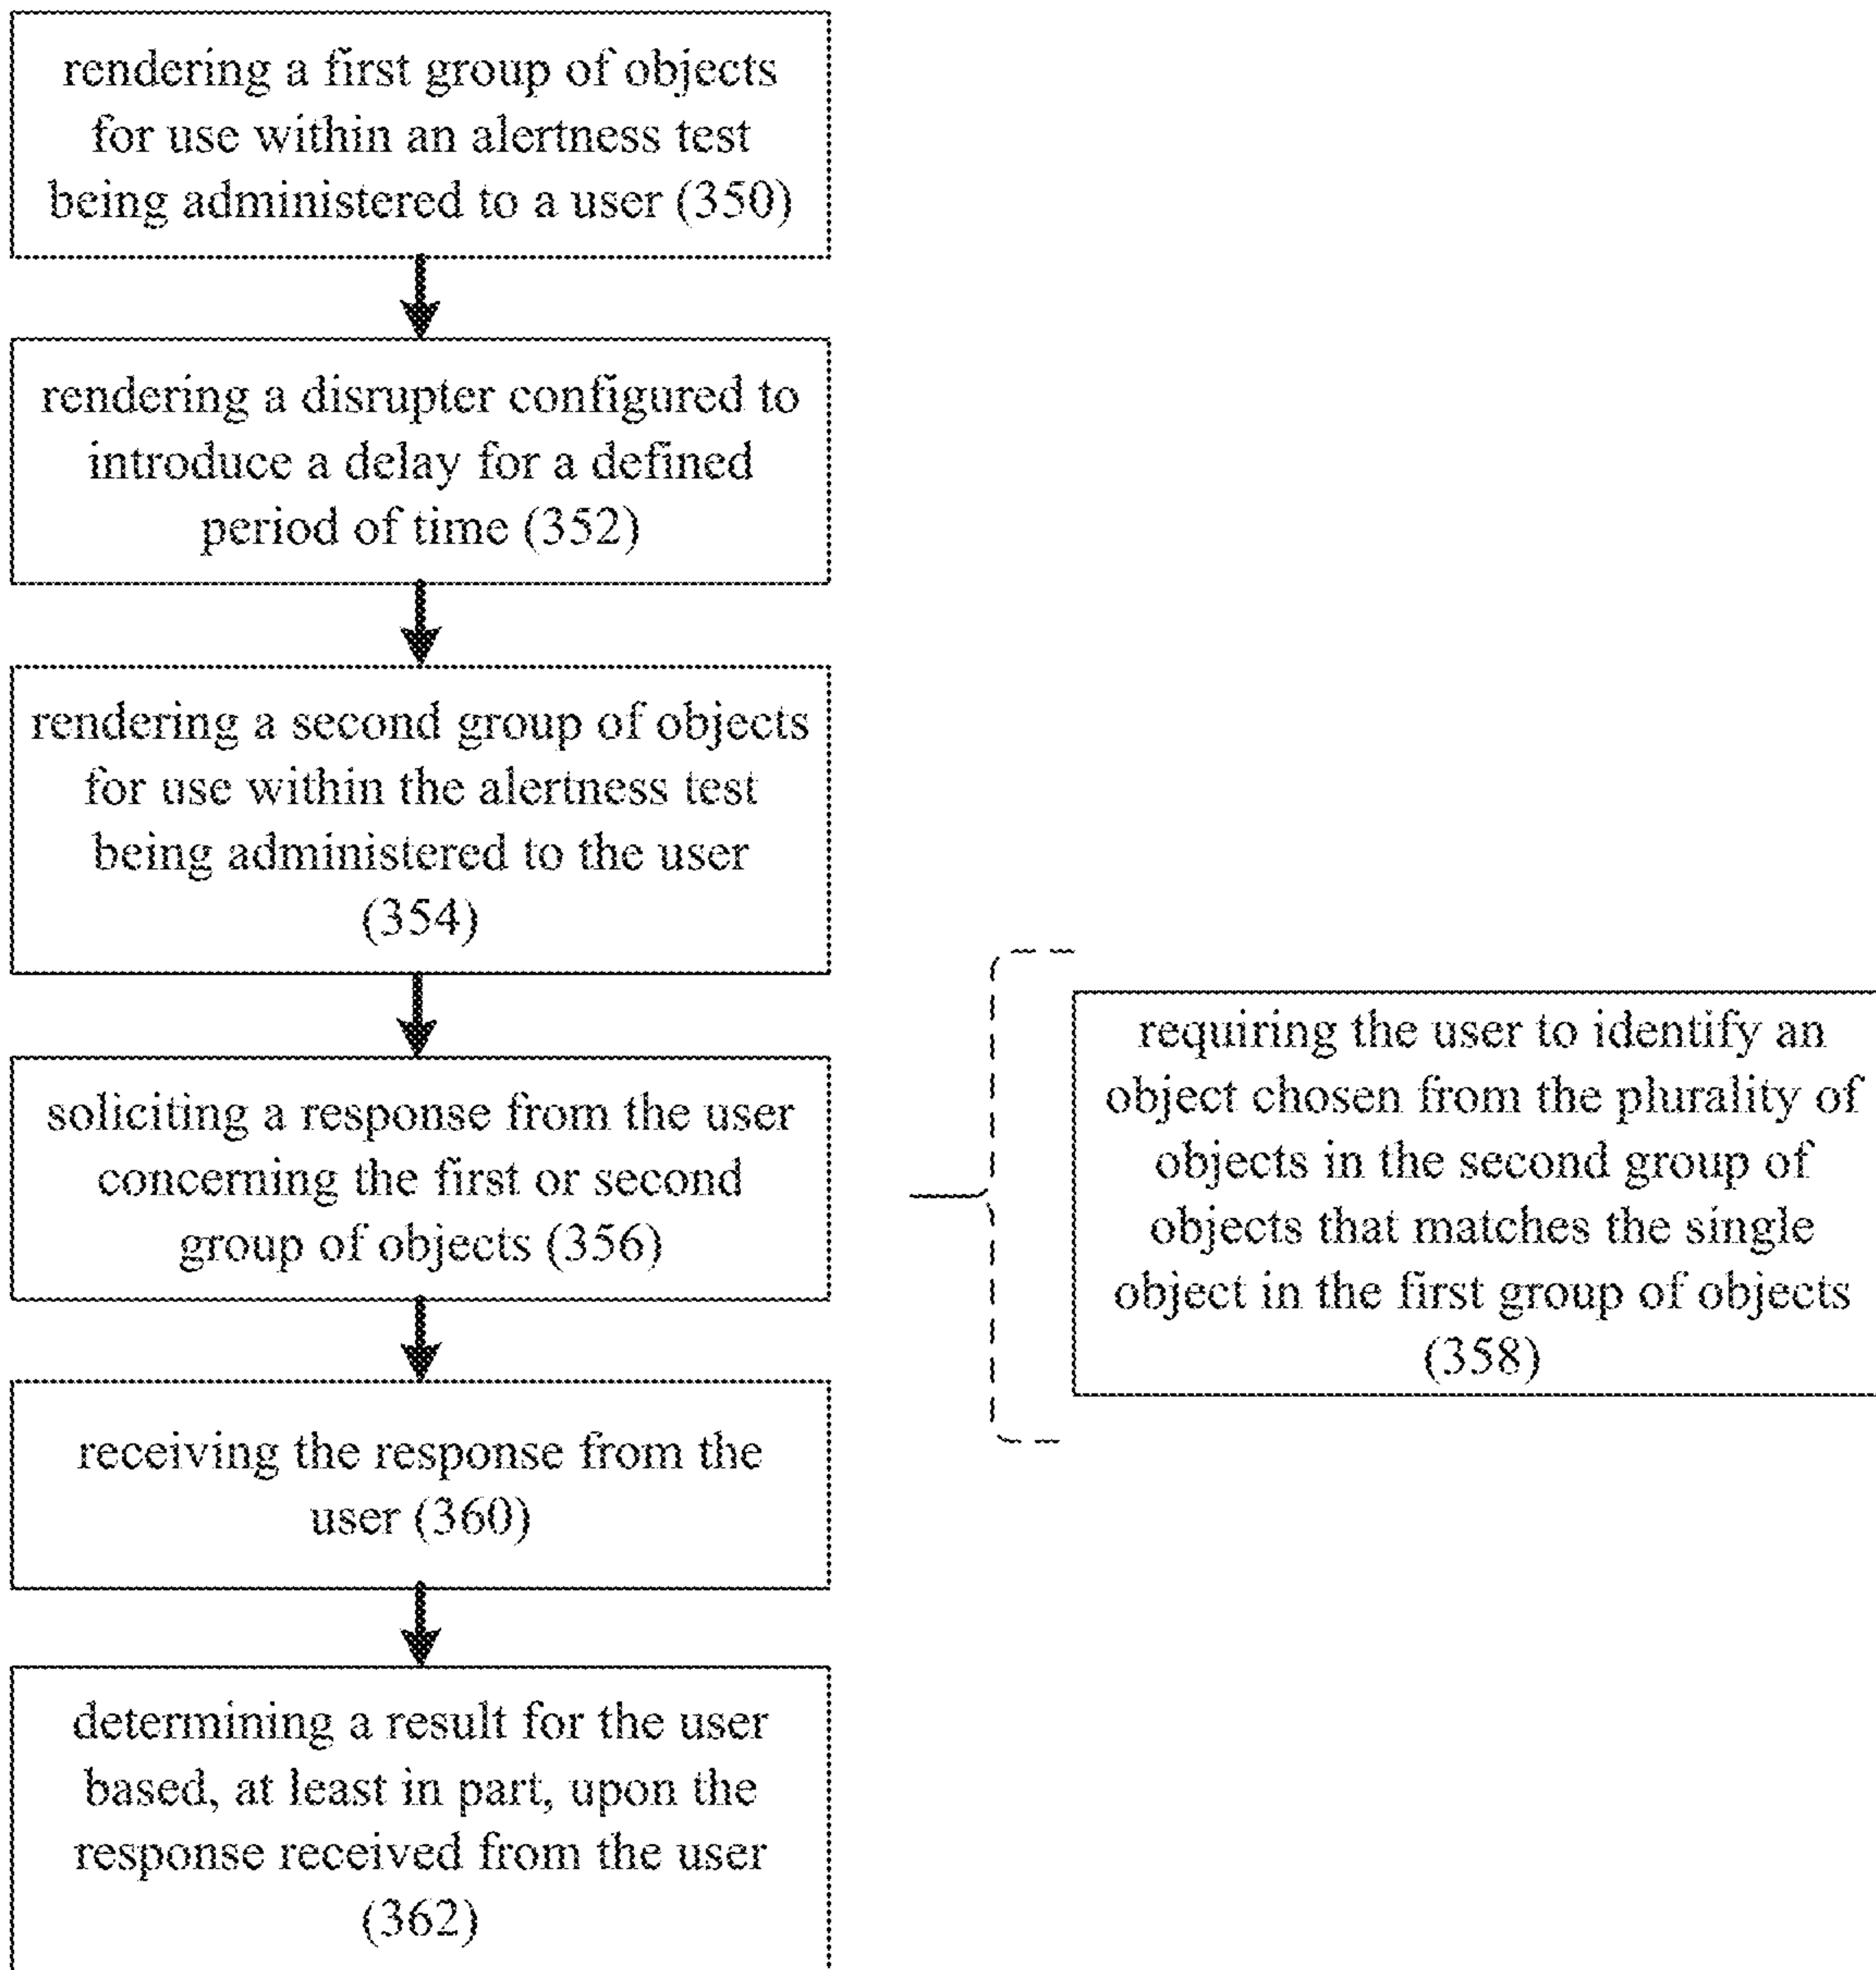 rendering a first group of objects
for use within an alertness test
being administered to a user (350)
rendering a disrupter configured to
introduce a delay for a defined
period of time (352)
rendering a second group of objects
for use within the alertness test
being administered to the user
(354)
soliciting a response from the user
concerning the first or second
group of objects (356)
requiring the user to identify an
object chosen from the plurality of
objects in the second group of
objects that matches the single
object in the first group of objects
(358)
receiving the response from the
user (360)
determining a result for the user
based, at least in part, upon the
response received from the user
(362)